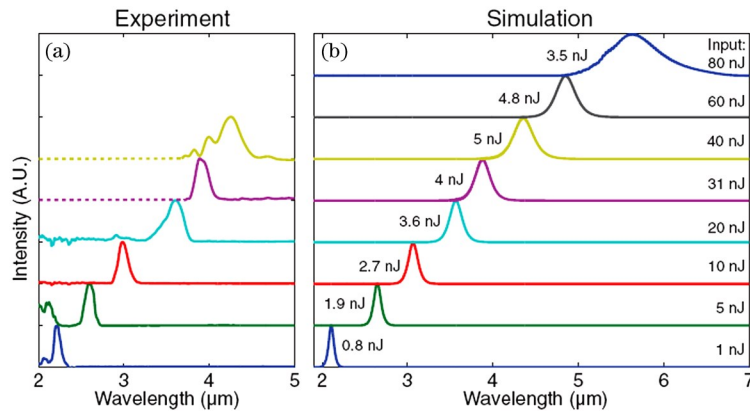 Experiment
Simulation
(a)
(b)
Input:
3.5 nJ
80 nJ
4.8 nJ
60 nJ
5 nJ
40 nJ
4 nJ
31 nJ
3.6 nJ
20 nJ
2.7 nJ
10 nJ
1.9 nJ
5 nJ
0.8 nJ
1 nJ
Intensity (A.U.)
2 3 4 5
2 3 4 5 6 7
Wavelength (μm)
Wavelength (μm)